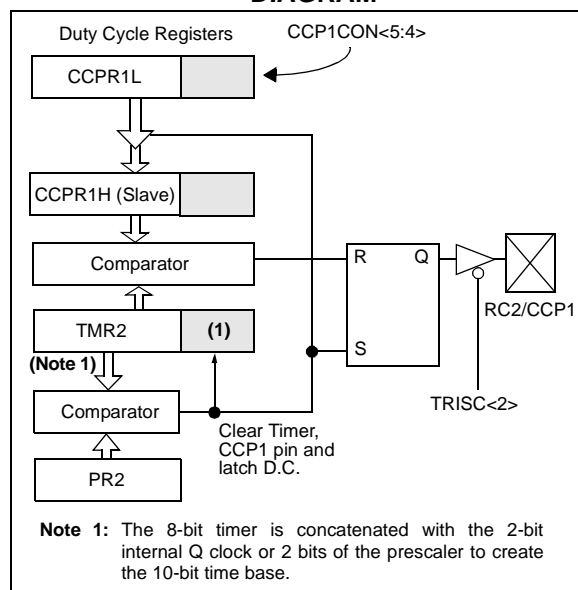 DIAGRAM
Duty Cycle Registers
CCP1CON<5:4>
CCPR1L
CCPR1H (Slave)
Comparator
R Q
RC2/CCP1
TMR2 (1)
(Note 1)
S
Comparator
TRISC<2>
Clear Timer,
CCP1 pin and
latch D.C.
PR2
Note 1: The 8-bit timer is concatenated with the 2-bit
internal Q clock or 2 bits of the prescaler to create
the 10-bit time base.